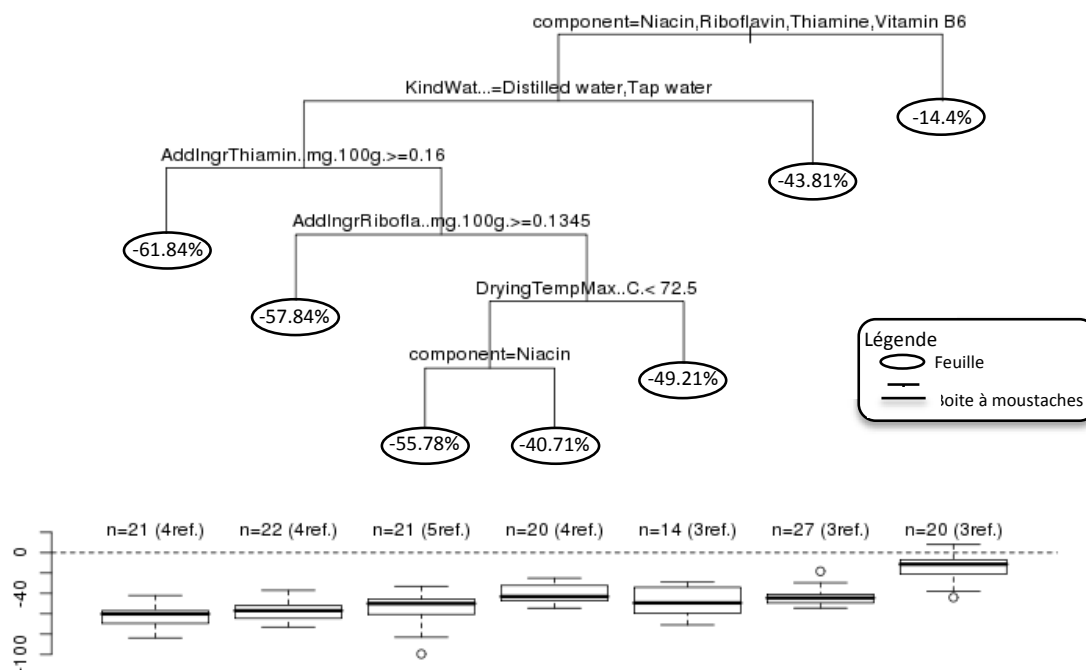 component=Niacin,Riboflavin,Thiamine,Vitamin B6
KindWat...=Distilled water,Tap water
-14.4%
AddIngrThiamin..mg.100g.>=0.16
-43.81%
AddIngrRibofla..mg.100g.>=0.1345
-61.84%
DryingTempMax..C.< 72.5
-57.84%
component=Niacin
-49.21%
-55.78%
-40.71%
Légende
Feuille
oite à moustaches
n=21 (4ref.)
n=22 (4ref.)
n=21 (5ref.)
n=20 (4ref.)
n=14 (3ref.)
n=27 (3ref.)
n=20 (3ref.)
0
-40
-100